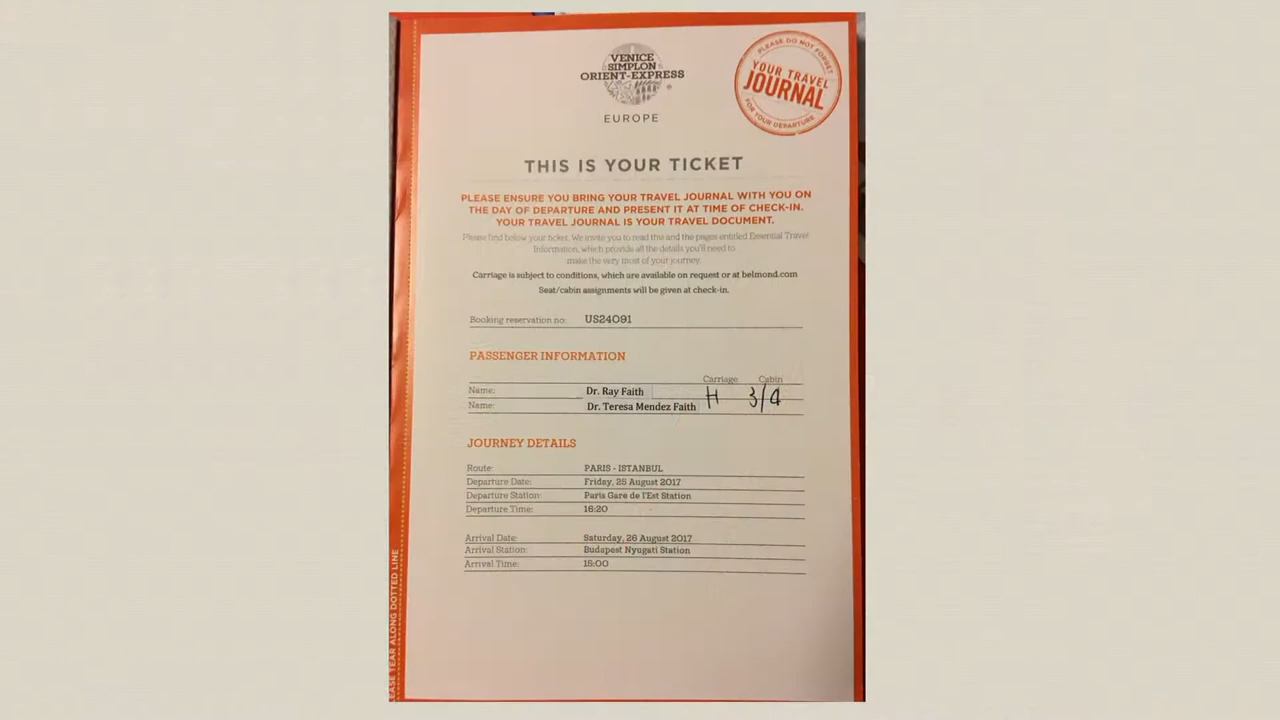 VENICE
SIMPLON
ORIENT-EXPRESS
®
EUROPE
PLEASE DO NOT FORGET
YOUR TRAVEL
JOURNAL
FOR YOUR DEPARTURE
THIS IS YOUR TICKET
PLEASE ENSURE YOU BRING YOUR TRAVEL JOURNAL WITH YOU ON
THE DAY OF DEPARTURE AND PRESENT IT AT TIME OF CHECK-IN.
YOUR TRAVEL JOURNAL IS YOUR TRAVEL DOCUMENT.
Please find below your ticket. We invite you to read this and the pages entitled Essential Travel
Information, which provide all the details you'll need to
make the very most of your journey.
Carriage is subject to conditions, which are available on request or at belmond.com
Seat/cabin assignments will be given at check-in.
Booking reservation no: US24091
PASSENGER INFORMATION
Carriage Cabin
Name: Dr. Ray Faith H 3/4
Name: Dr. Teresa Mendez Faith
JOURNEY DETAILS
Route: PARIS - ISTANBUL
Departure Date: Friday, 25 August 2017
Departure Station: Paris Gare de l'Est Station
Departure Time: 16:20
Arrival Date: Saturday, 26 August 2017
Arrival Station: Budapest Nyugati Station
Arrival Time: 15:00
TEAR ALONG DOTTED LINE